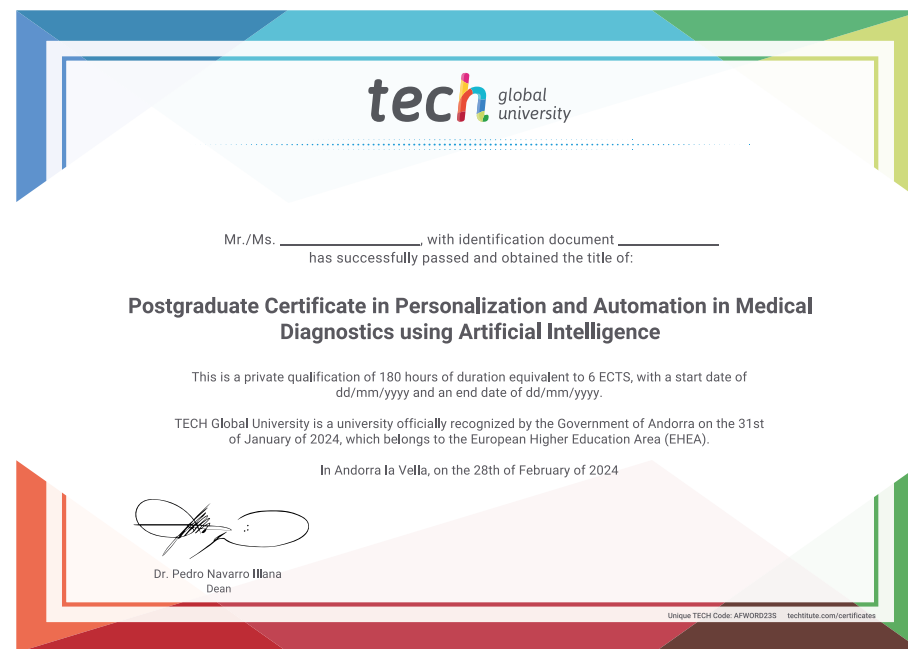 tech global
university
Mr./Ms. ____________________, with identification document ______________
has successfully passed and obtained the title of:
Postgraduate Certificate in Personalization and Automation in Medical
Diagnostics using Artificial Intelligence
This is a private qualification of 180 hours of duration equivalent to 6 ECTS, with a start date of
dd/mm/yyyy and an end date of dd/mm/yyyy.
TECH Global University is a university officially recognized by the Government of Andorra on the 31st
of January of 2024, which belongs to the European Higher Education Area (EHEA).
In Andorra la Vella, on the 28th of February of 2024
Dr. Pedro Navarro Illana
Dean
Unique TECH Code: AFWORD23S techtitute.com/certificates